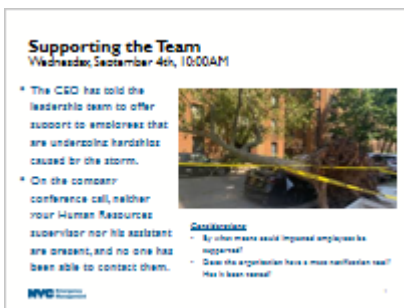 Supporting the Team
Wednesday, September 4th, 10:00AM
• The CEO has told the
leadership team to offer
support to employees that
are undergoing hardships
caused by the storm.
• On the company
conference call, neither
your Human Resources
supervisor nor his assistant
are present, and no one has
been able to contact them.
Considerations
• By what means could impacted employees be
supported?
• Does the organization have a mass notification tool?
Has it been tested?
NYC Emergency
Management